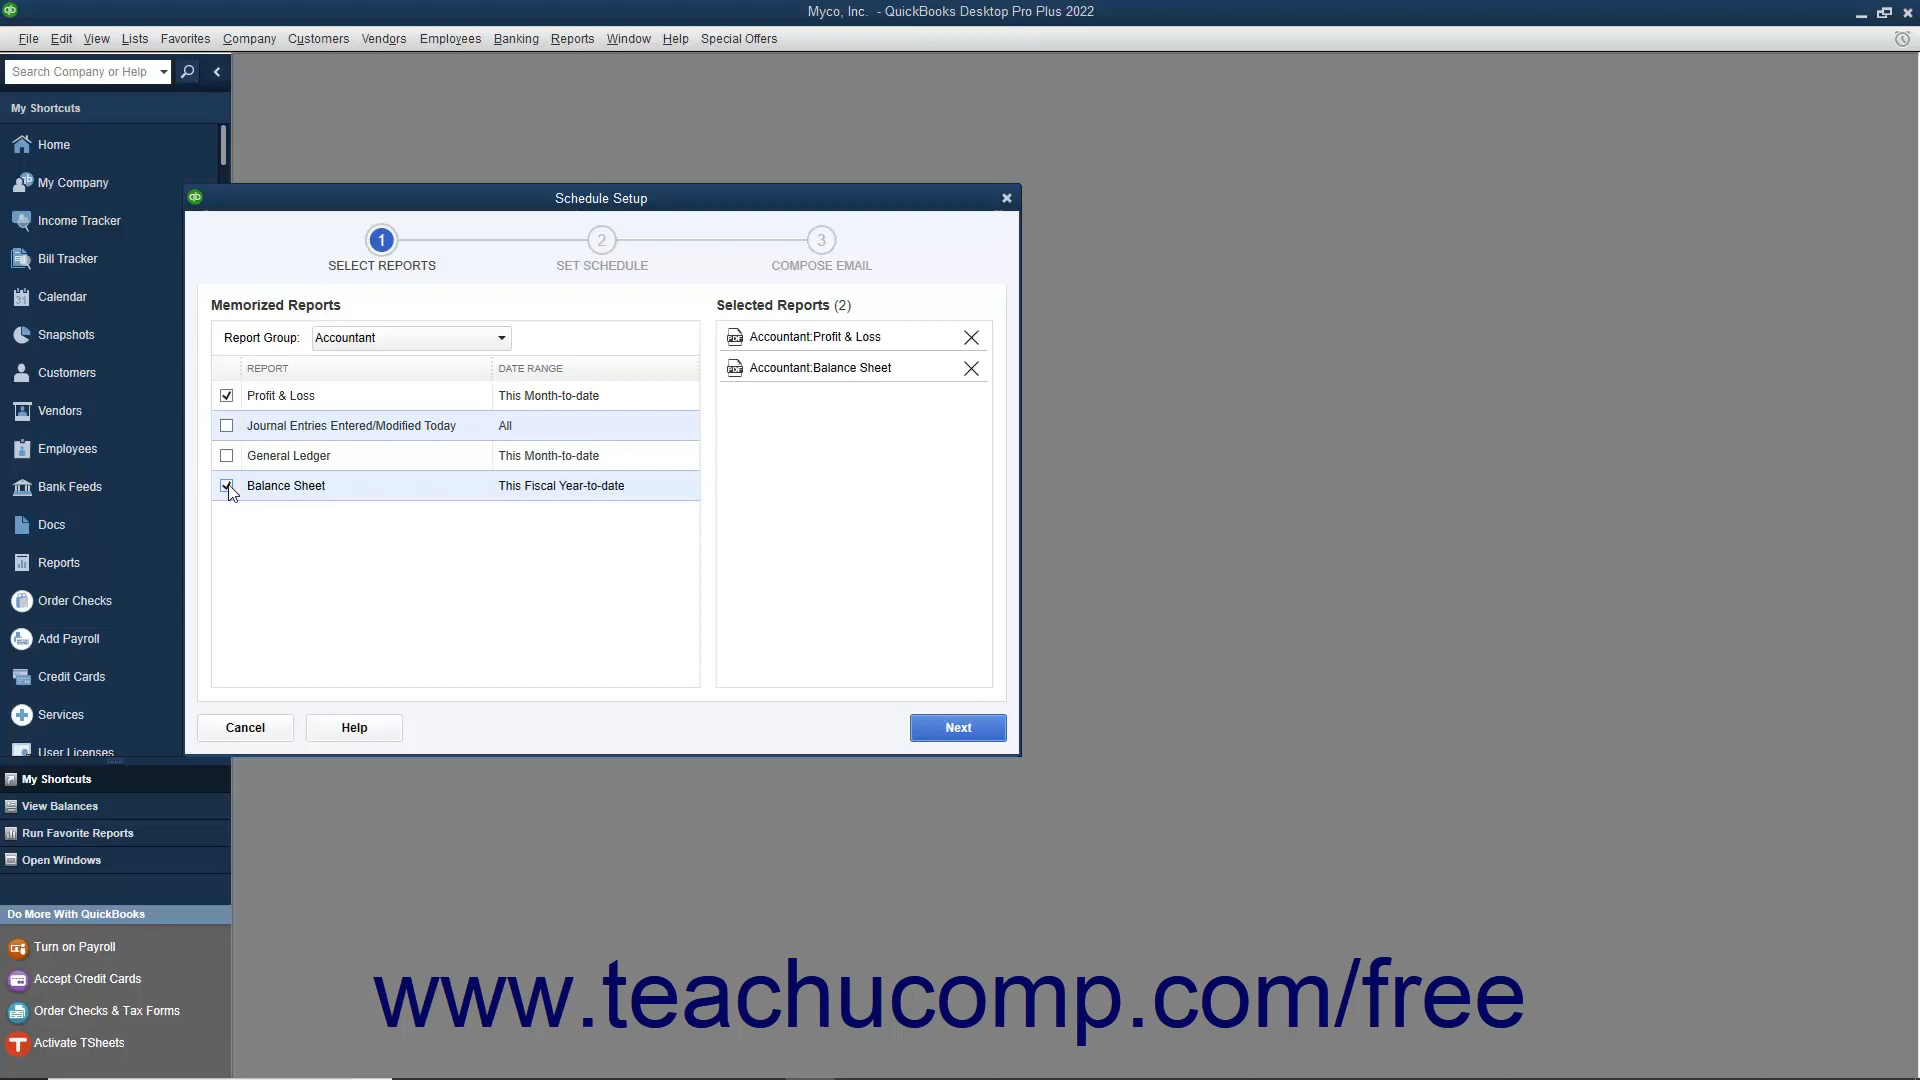 Myco, Inc. - QuickBooks Desktop Pro Plus 2022
File Edit View Lists Favorites Company Customers Vendors Employees Banking Reports Window Help Special Offers
Search Company or Help
My Shortcuts
Home
My Company
Income Tracker
Bill Tracker
Calendar
Snapshots
Customers
Vendors
Employees
Bank Feeds
Docs
Reports
Order Checks
Add Payroll
Credit Cards
Services
User Licenses
My Shortcuts
View Balances
Run Favorite Reports
Open Windows
Do More With QuickBooks
Turn on Payroll
Accept Credit Cards
Order Checks & Tax Forms
Activate TSheets
Schedule Setup
1 2 3
SELECT REPORTS SET SCHEDULE COMPOSE EMAIL
Memorized Reports
Report Group: Accountant
REPORT DATE RANGE
Profit & Loss This Month-to-date
Journal Entries Entered/Modified Today All
General Ledger This Month-to-date
Balance Sheet This Fiscal Year-to-date
Selected Reports (2)
PDF Accountant:Profit & Loss
PDF Accountant:Balance Sheet
Cancel Help Next
www.teachucomp.com/free